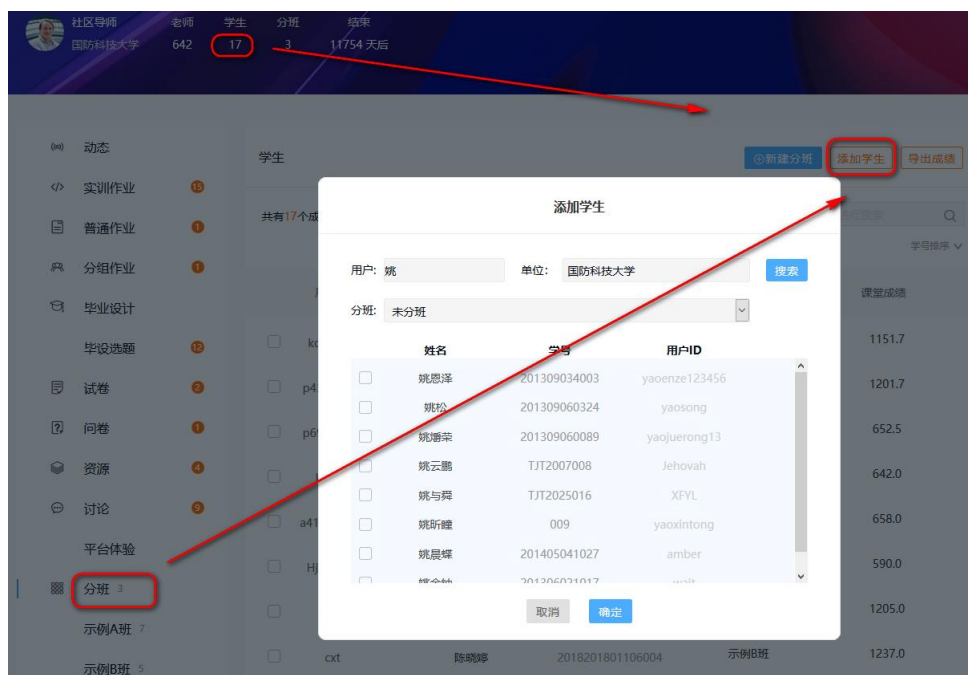 社区导师 老师 学生 分班 结束
国防科技大学 642 17 3 11754 天后
动态
学生 ⊕新建分班 添加学生 导出成绩
实训作业 15
添加学生
共有17个成
普通作业 1
学号排序
分组作业 1
用户: 姚 单位: 国防科技大学 搜索
毕业设计
分班: 未分班
课堂成绩
毕设选题 12
姓名 学号 用户ID
1151.7
姚恩泽 201309034003 yaoenze123456
试卷 2
p4
1201.7
姚松 201309060324 yaosong
问卷 1
p6
652.5
201309060089 yaojuerong13
姚云鹏 TJT2007008 Jehovah
资源 4
642.0
姚与舜 TJT2025016 XFYL
讨论 9
a41
658.0
姚昕瞳 009 yaoxintong
平台体验
姚晨蝶 201405041027 amber
590.0
分班 3
201306021017 wait
取消 确定
1205.0
示例A班 7
cxt 陈晓婷 2018201801106004 示例B班 1237.0
示例B班 5